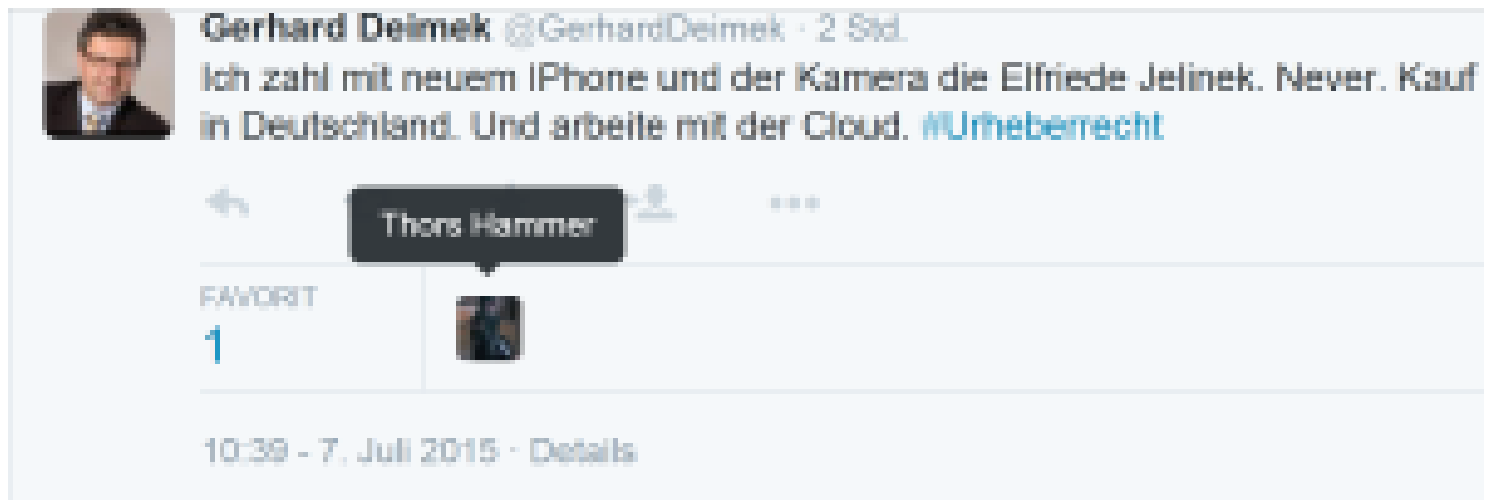 Gerhard Deimek @GerhardDeimek · 2 Std.
Ich zahl mit neuem IPhone und der Kamera die Elfriede Jelinek. Never. Kauf
in Deutschland. Und arbeite mit der Cloud. #Urheberrecht
Thors Hammer
FAVORIT
1
10:39 - 7. Juli 2015 · Details